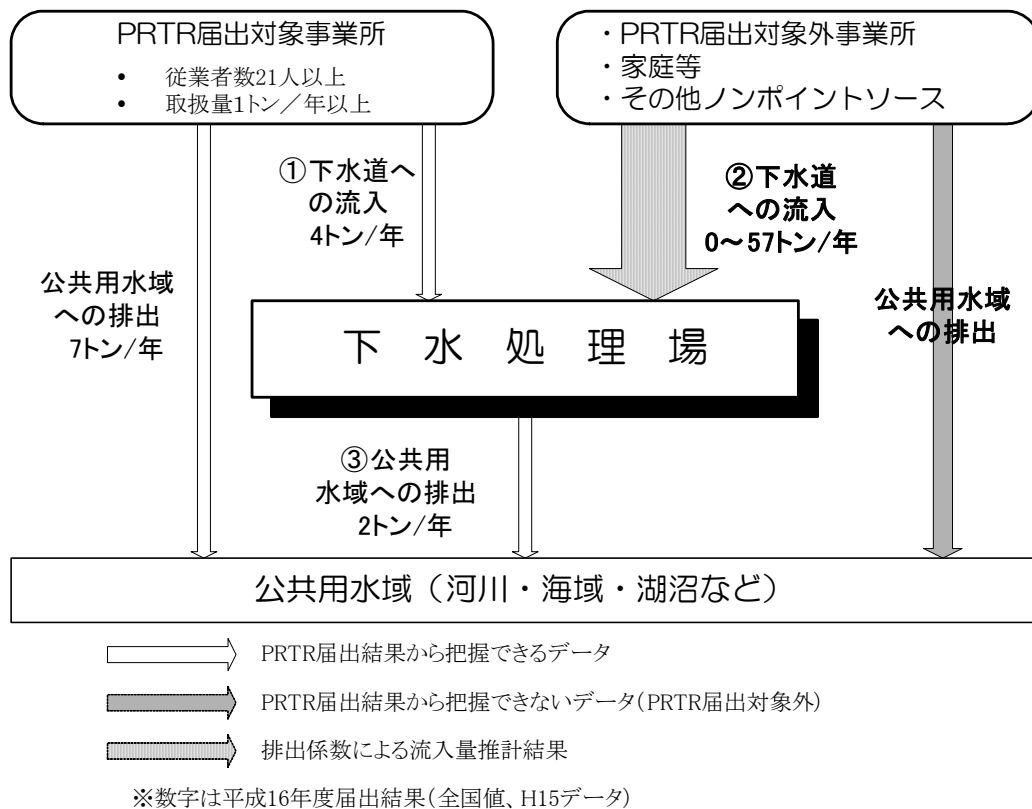 PRTR届出対象事業所
• 従業者数21人以上
• 取扱量1トン／年以上
・PRTR届出対象外事業所
・家庭等
・その他ノンポイントソース
①下水道へ
の流入
4トン/年
②下水道
への流入
0～57トン/年
公共用水域
への排出
7トン/年
公共用水域
への排出
下水処理場
③公共用
水域への排出
2トン/年
公共用水域（河川・海域・湖沼など）
PRTR届出結果から把握できるデータ
PRTR届出結果から把握できないデータ（PRTR届出対象外）
排出係数による流入量推計結果
※数字は平成16年度届出結果（全国値、H15データ）